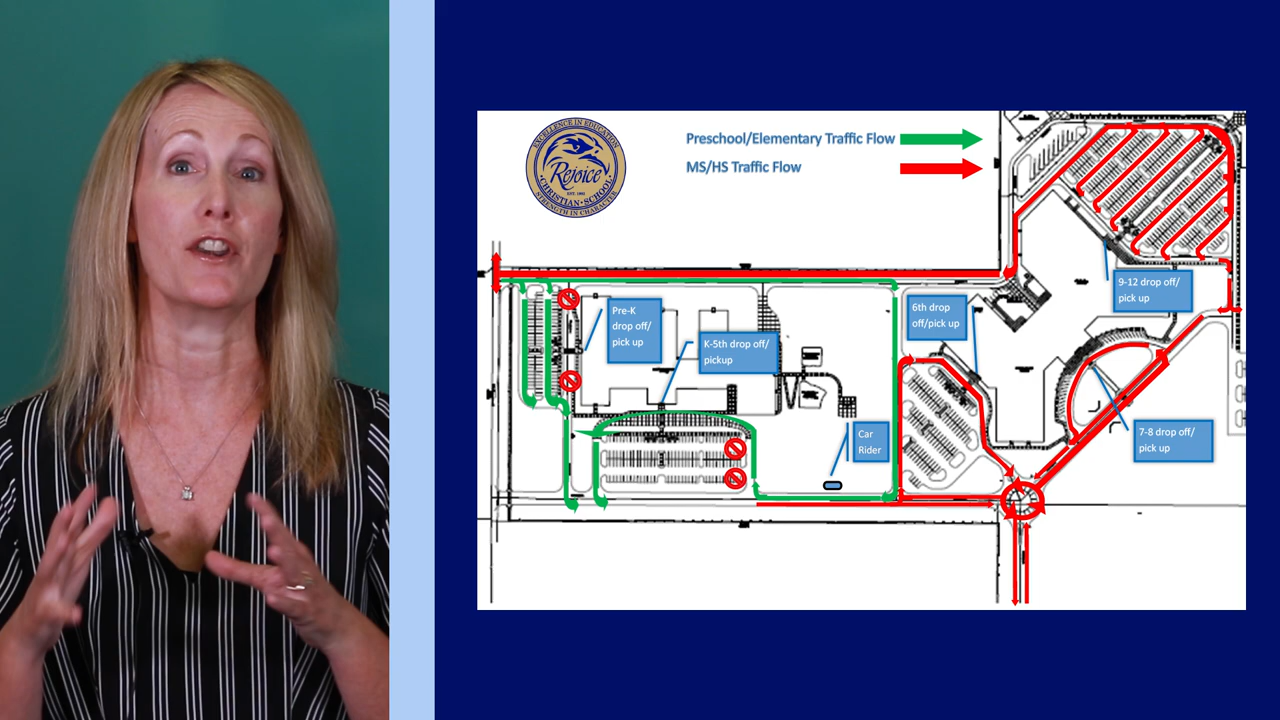 EXCELLENCE IN EDUCATION
Rejoice
CHRISTIAN SCHOOL
EST. 1992
STRENGTH IN CHARACTER
Preschool/Elementary Traffic Flow
MS/HS Traffic Flow
Pre-K
drop off/
pick up
K-5th drop off/
pickup
6th drop
off/pick up
9-12 drop off/
pick up
Car
Rider
7-8 drop off/
pick up